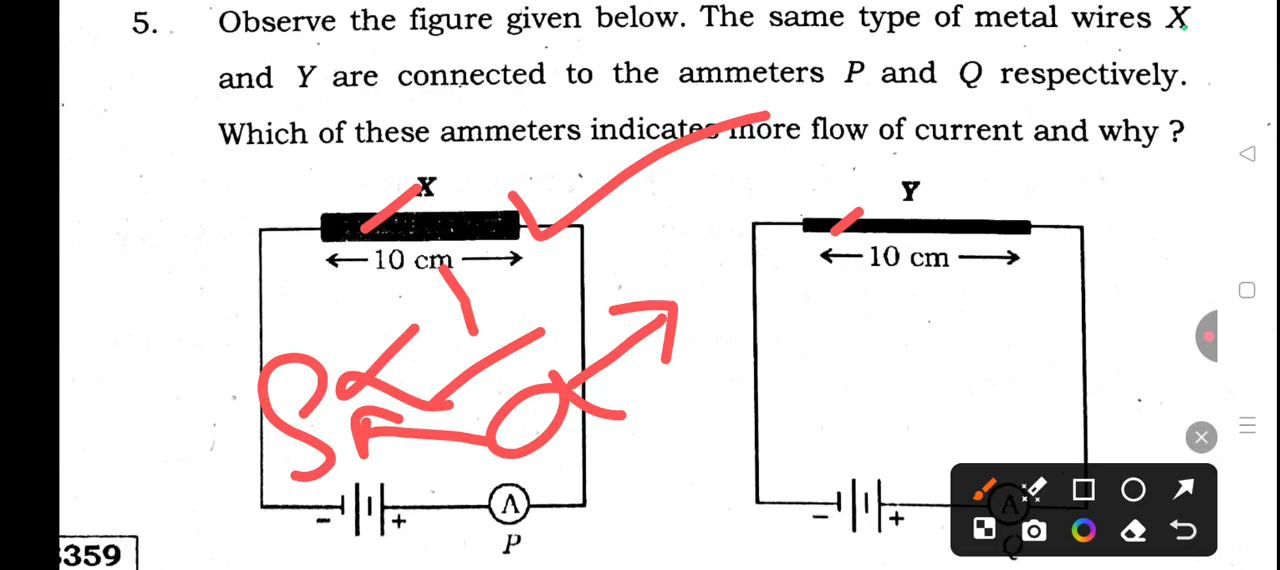 5. Observe the figure given below. The same type of metal wires X
and Y are connected to the ammeters P and Q respectively.
Which of these ammeters indicates more flow of current and why ?
X
Y
10 cm
10 cm
A
A
- +
- +
P
Q
359